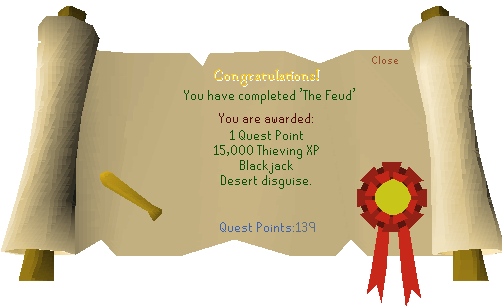 Close
Congratulations!
You have completed 'The Feud'
You are awarded:
1 Quest Point
15,000 Thieving XP
Blackjack
Desert disguise.
Quest Points:139